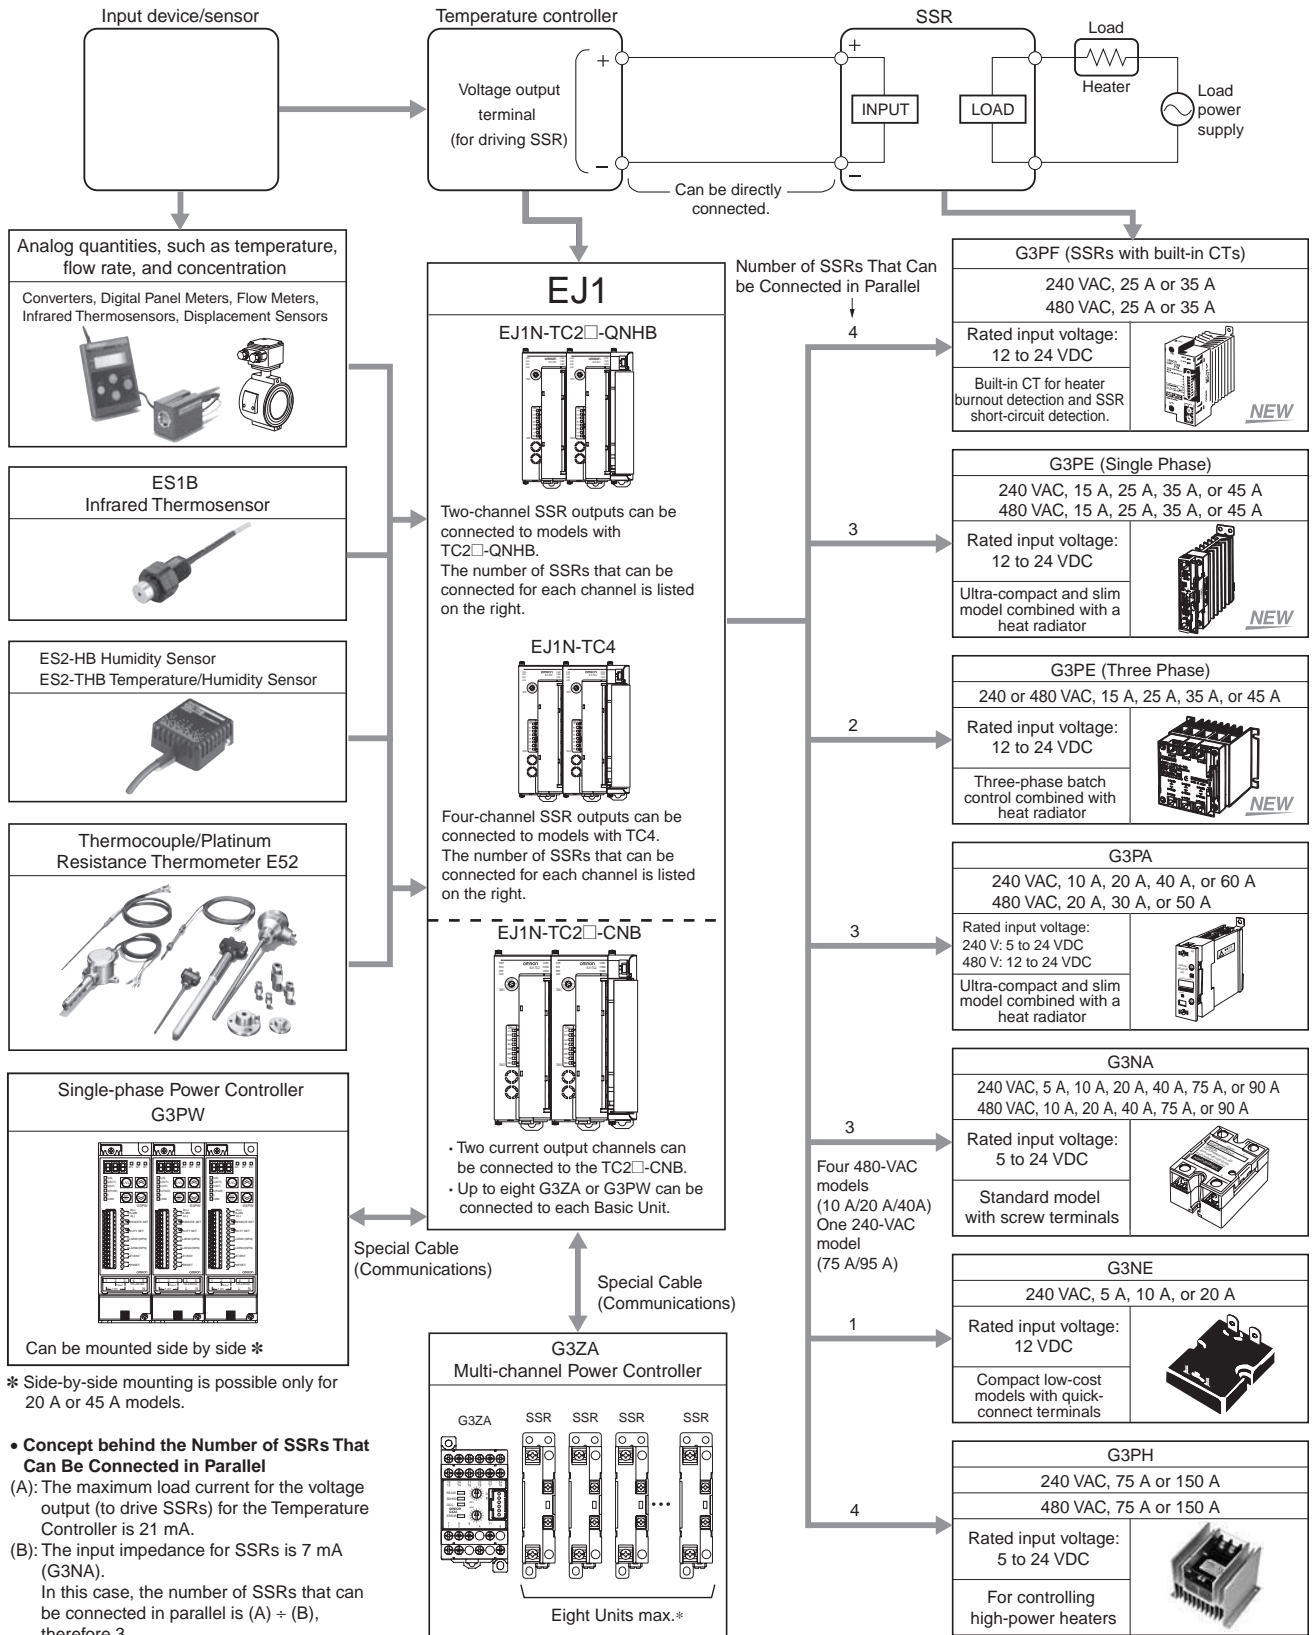 Input device/sensor
Temperature controller
SSR
Load
Heater
Load
power
supply
+
Voltage output
terminal
(for driving SSR)
−
+
INPUT
LOAD
−
Can be directly
connected.
Analog quantities, such as temperature,
flow rate, and concentration
Converters, Digital Panel Meters, Flow Meters,
Infrared Thermosensors, Displacement Sensors
ES1B
Infrared Thermosensor
ES2-HB Humidity Sensor
ES2-THB Temperature/Humidity Sensor
Thermocouple/Platinum
Resistance Thermometer E52
Single-phase Power Controller
G3PW
Can be mounted side by side *
* Side-by-side mounting is possible only for
20 A or 45 A models.
• Concept behind the Number of SSRs That
Can Be Connected in Parallel
(A): The maximum load current for the voltage
output (to drive SSRs) for the Temperature
Controller is 21 mA.
(B): The input impedance for SSRs is 7 mA
(G3NA).
In this case, the number of SSRs that can
be connected in parallel is (A) ÷ (B),
therefore 3.
EJ1
EJ1N-TC2□-QNHB
Two-channel SSR outputs can be
connected to models with
TC2□-QNHB.
The number of SSRs that can be
connected for each channel is listed
on the right.
EJ1N-TC4
Four-channel SSR outputs can be
connected to models with TC4.
The number of SSRs that can be
connected for each channel is listed
on the right.
EJ1N-TC2□-CNB
· Two current output channels can
be connected to the TC2□-CNB.
· Up to eight G3ZA or G3PW can be
connected to each Basic Unit.
Special Cable
(Communications)
Special Cable
(Communications)
G3ZA
Multi-channel Power Controller
G3ZA
SSR SSR SSR SSR
Eight Units max.*
Number of SSRs That Can
be Connected in Parallel
4
3
2
3
3
Four 480-VAC
models
(10 A/20 A/40A)
One 240-VAC
model
(75 A/95 A)
1
4
G3PF (SSRs with built-in CTs)
240 VAC, 25 A or 35 A
480 VAC, 25 A or 35 A
Rated input voltage:
12 to 24 VDC
Built-in CT for heater
burnout detection and SSR
short-circuit detection.
NEW
G3PE (Single Phase)
240 VAC, 15 A, 25 A, 35 A, or 45 A
480 VAC, 15 A, 25 A, 35 A, or 45 A
Rated input voltage:
12 to 24 VDC
Ultra-compact and slim
model combined with a
heat radiator
NEW
G3PE (Three Phase)
240 or 480 VAC, 15 A, 25 A, 35 A, or 45 A
Rated input voltage:
12 to 24 VDC
Three-phase batch
control combined with
heat radiator
NEW
G3PA
240 VAC, 10 A, 20 A, 40 A, or 60 A
480 VAC, 20 A, 30 A, or 50 A
Rated input voltage:
240 V: 5 to 24 VDC
480 V: 12 to 24 VDC
Ultra-compact and slim
model combined with a
heat radiator
G3NA
240 VAC, 5 A, 10 A, 20 A, 40 A, 75 A, or 90 A
480 VAC, 10 A, 20 A, 40 A, 75 A, or 90 A
Rated input voltage:
5 to 24 VDC
Standard model
with screw terminals
G3NE
240 VAC, 5 A, 10 A, or 20 A
Rated input voltage:
12 VDC
Compact low-cost
models with quick-
connect terminals
G3PH
240 VAC, 75 A or 150 A
480 VAC, 75 A or 150 A
Rated input voltage:
5 to 24 VDC
For controlling
high-power heaters